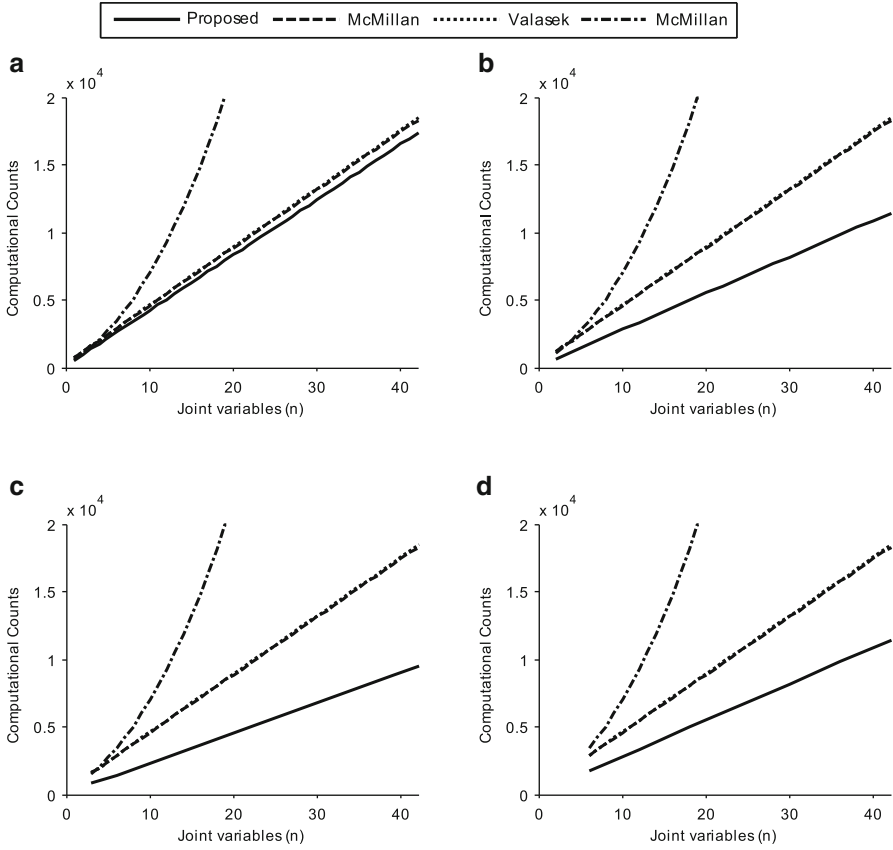 Proposed McMillan Valasek McMillan
a
x 10^4
2
1.5
1
0.5
0
Computational Counts
0 10 20 30 40
Joint variables (n)
b
x 10^4
2
1.5
1
0.5
0
Computational Counts
0 10 20 30 40
Joint variables (n)
c
x 10^4
2
1.5
1
0.5
0
Computational Counts
0 10 20 30 40
Joint variables (n)
d
x 10^4
2
1.5
1
0.5
0
Computational Counts
0 10 20 30 40
Joint variables (n)